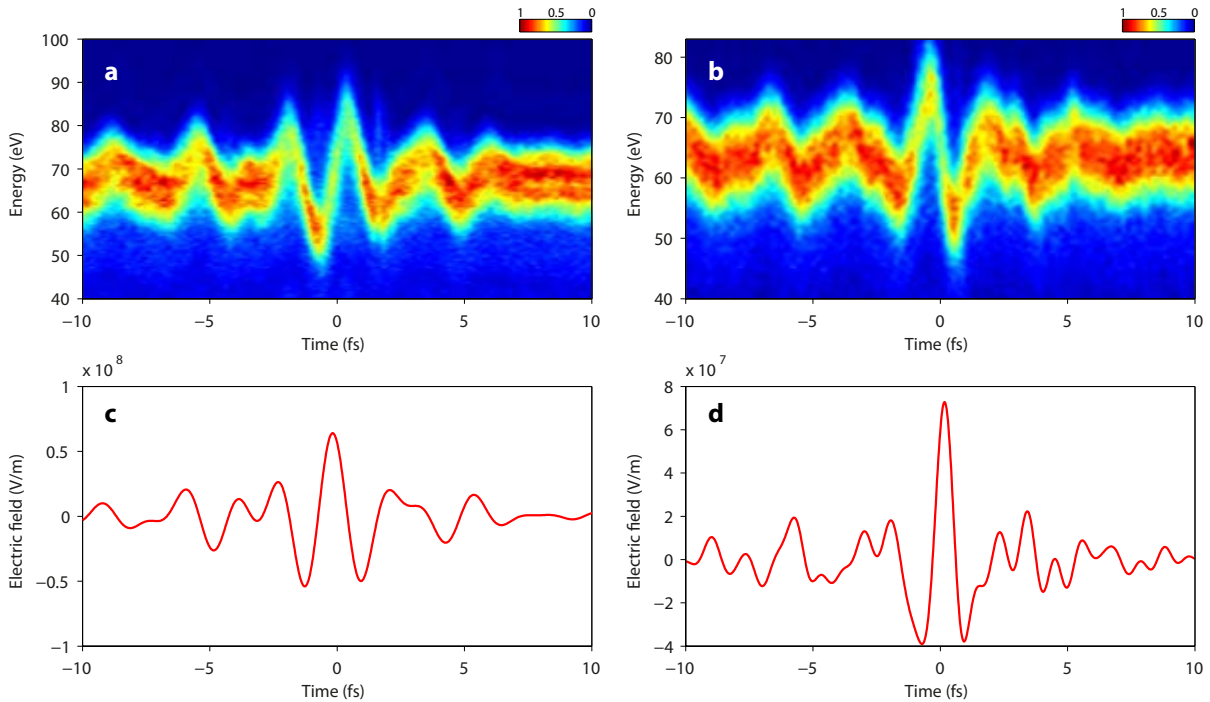 1 0.5 0
100
90
80
70
60
50
40
Energy (eV)
a
−10 −5 0 5 10
Time (fs)
1 0.5 0
80
70
60
50
40
Energy (eV)
b
−10 −5 0 5 10
Time (fs)
x 10 8
1
0.5
0
−0.5
−1
Electric field (V/m)
c
−10 −5 0 5 10
Time (fs)
x 10 7
8
6
4
2
0
−2
−4
Electric field (V/m)
d
−10 −5 0 5 10
Time (fs)